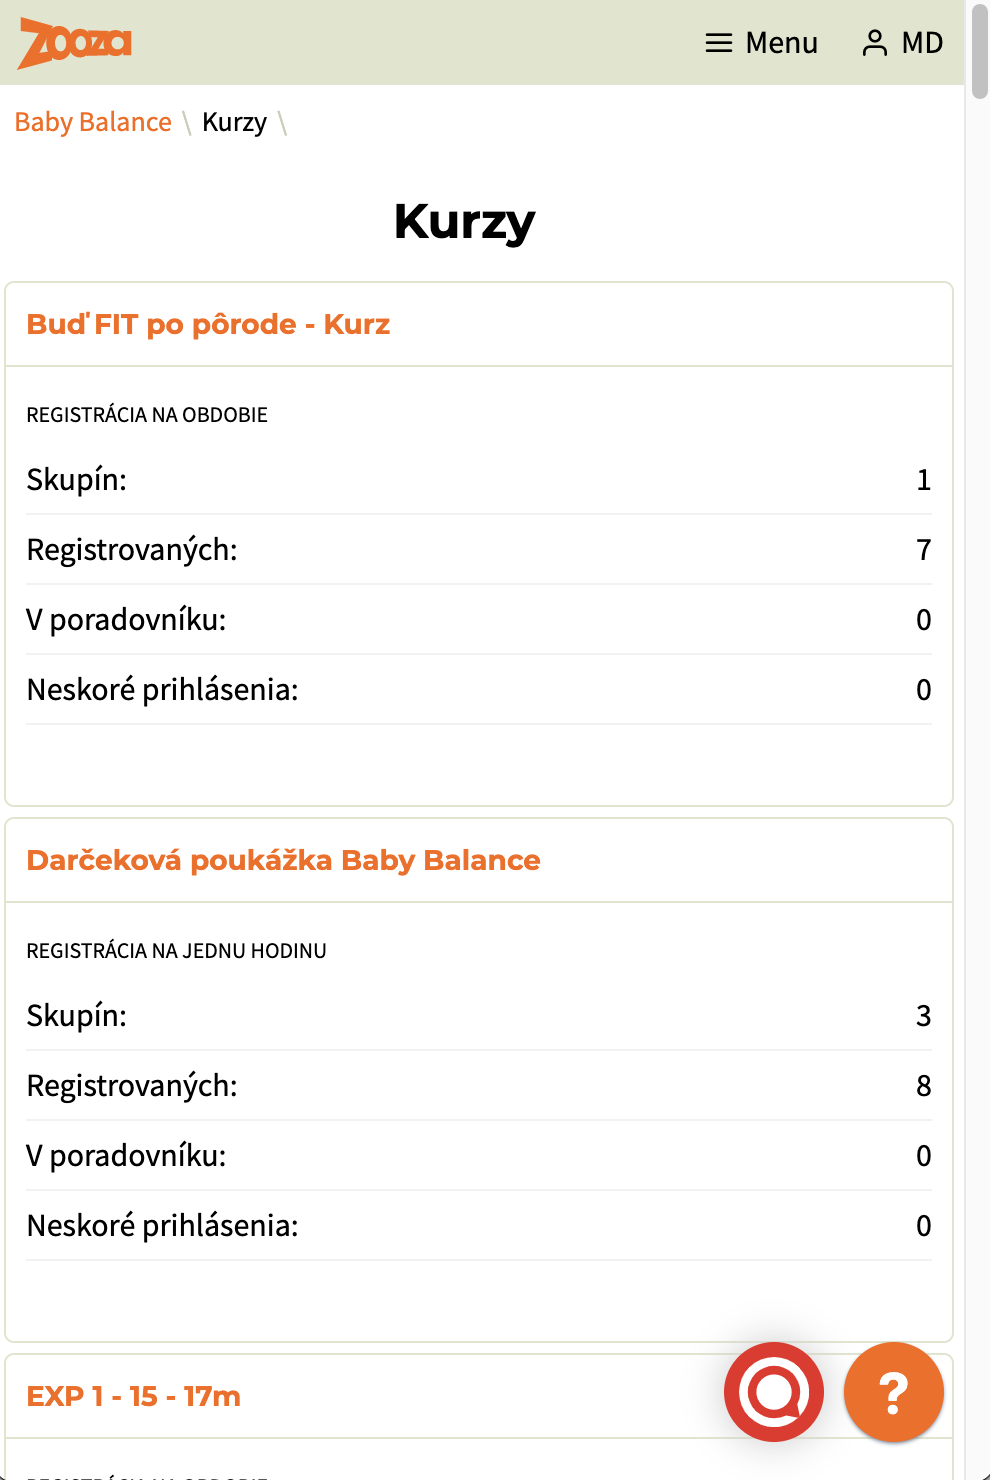 Zooza
Menu
MD
Baby Balance \ Kurzy \
Kurzy
Buď FIT po pôrode - Kurz
REGISTRÁCIA NA OBDOBIE
Skupín: 1
Registrovaných: 7
V poradovníku: 0
Neskoré prihlásenia: 0
Darčeková poukážka Baby Balance
REGISTRÁCIA NA JEDNU HODINU
Skupín: 3
Registrovaných: 8
V poradovníku: 0
Neskoré prihlásenia: 0
EXP 1 - 15 - 17m
?